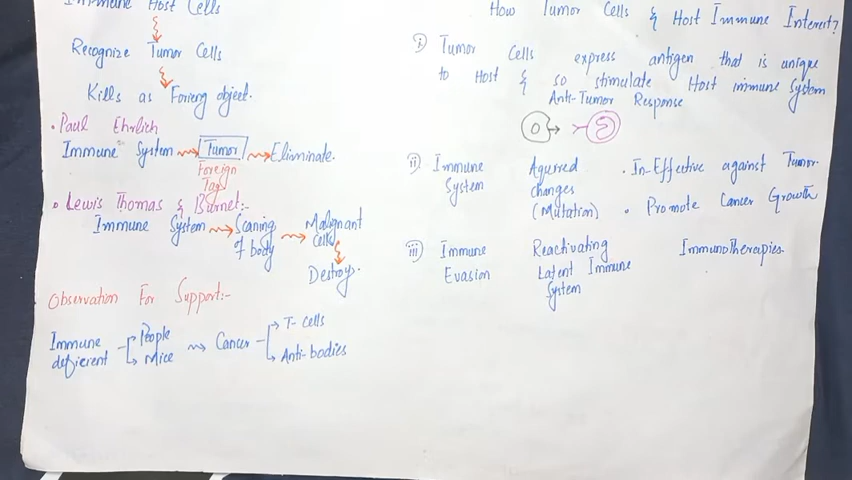 Immune Host Cells
Recognize Tumor Cells
Kills as Forieng object.
• Paul Ehrlich
Immune System Tumor Eliminate.
Foreign
Tag
• Lewis Thomas & Burnet:-
Immune System Scaning
of body
Malignant
Cells
Destroy.
Observation For Support:-
Immune
deficient
People
Mice
Cancer
T-cells
Anti-bodies
How Tumor Cells & Host Immune Interest?
i) Tumor Cells express antigen that is unique
to Host & so stimulate Host immune System
Anti-Tumor Response
ii) Immune
System
Aqurred
changes
(Mutation)
• In-Effective against Tumor.
• Promote Cancer Growth
iii) Immune
Evasion
Reactivating
Latent Immune
System
Immunotherapies.